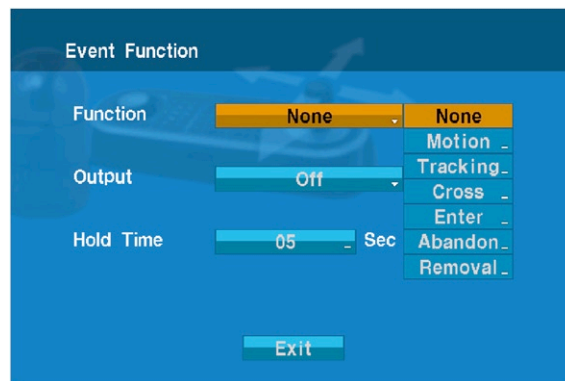 Event Function
Function None None
Motion
Tracking
Output Off
Cross
Enter
Hold Time 05 Sec Abandon
Removal
Exit